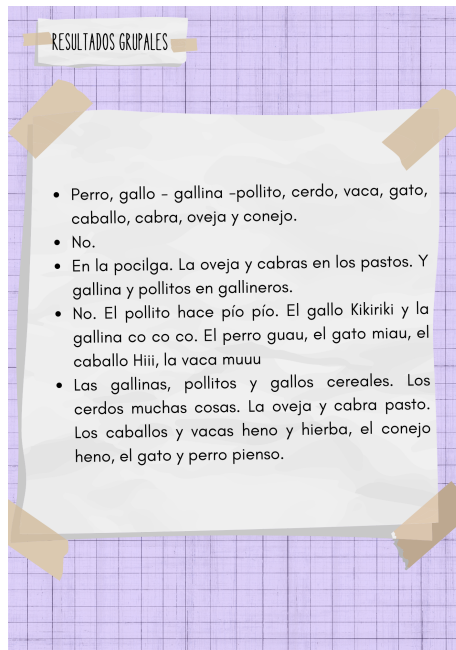 RESULTADOS GRUPALES
• Perro, gallo - gallina -pollito, cerdo, vaca, gato,
caballo, cabra, oveja y conejo.
• No.
• En la pocilga. La oveja y cabras en los pastos. Y
gallina y pollitos en gallineros.
• No. El pollito hace pío pío. El gallo Kikiriki y la
gallina co co co. El perro guau, el gato miau, el
caballo Hiii, la vaca muuu
• Las gallinas, pollitos y gallos cereales. Los
cerdos muchas cosas. La oveja y cabra pasto.
Los caballos y vacas heno y hierba, el conejo
heno, el gato y perro pienso.